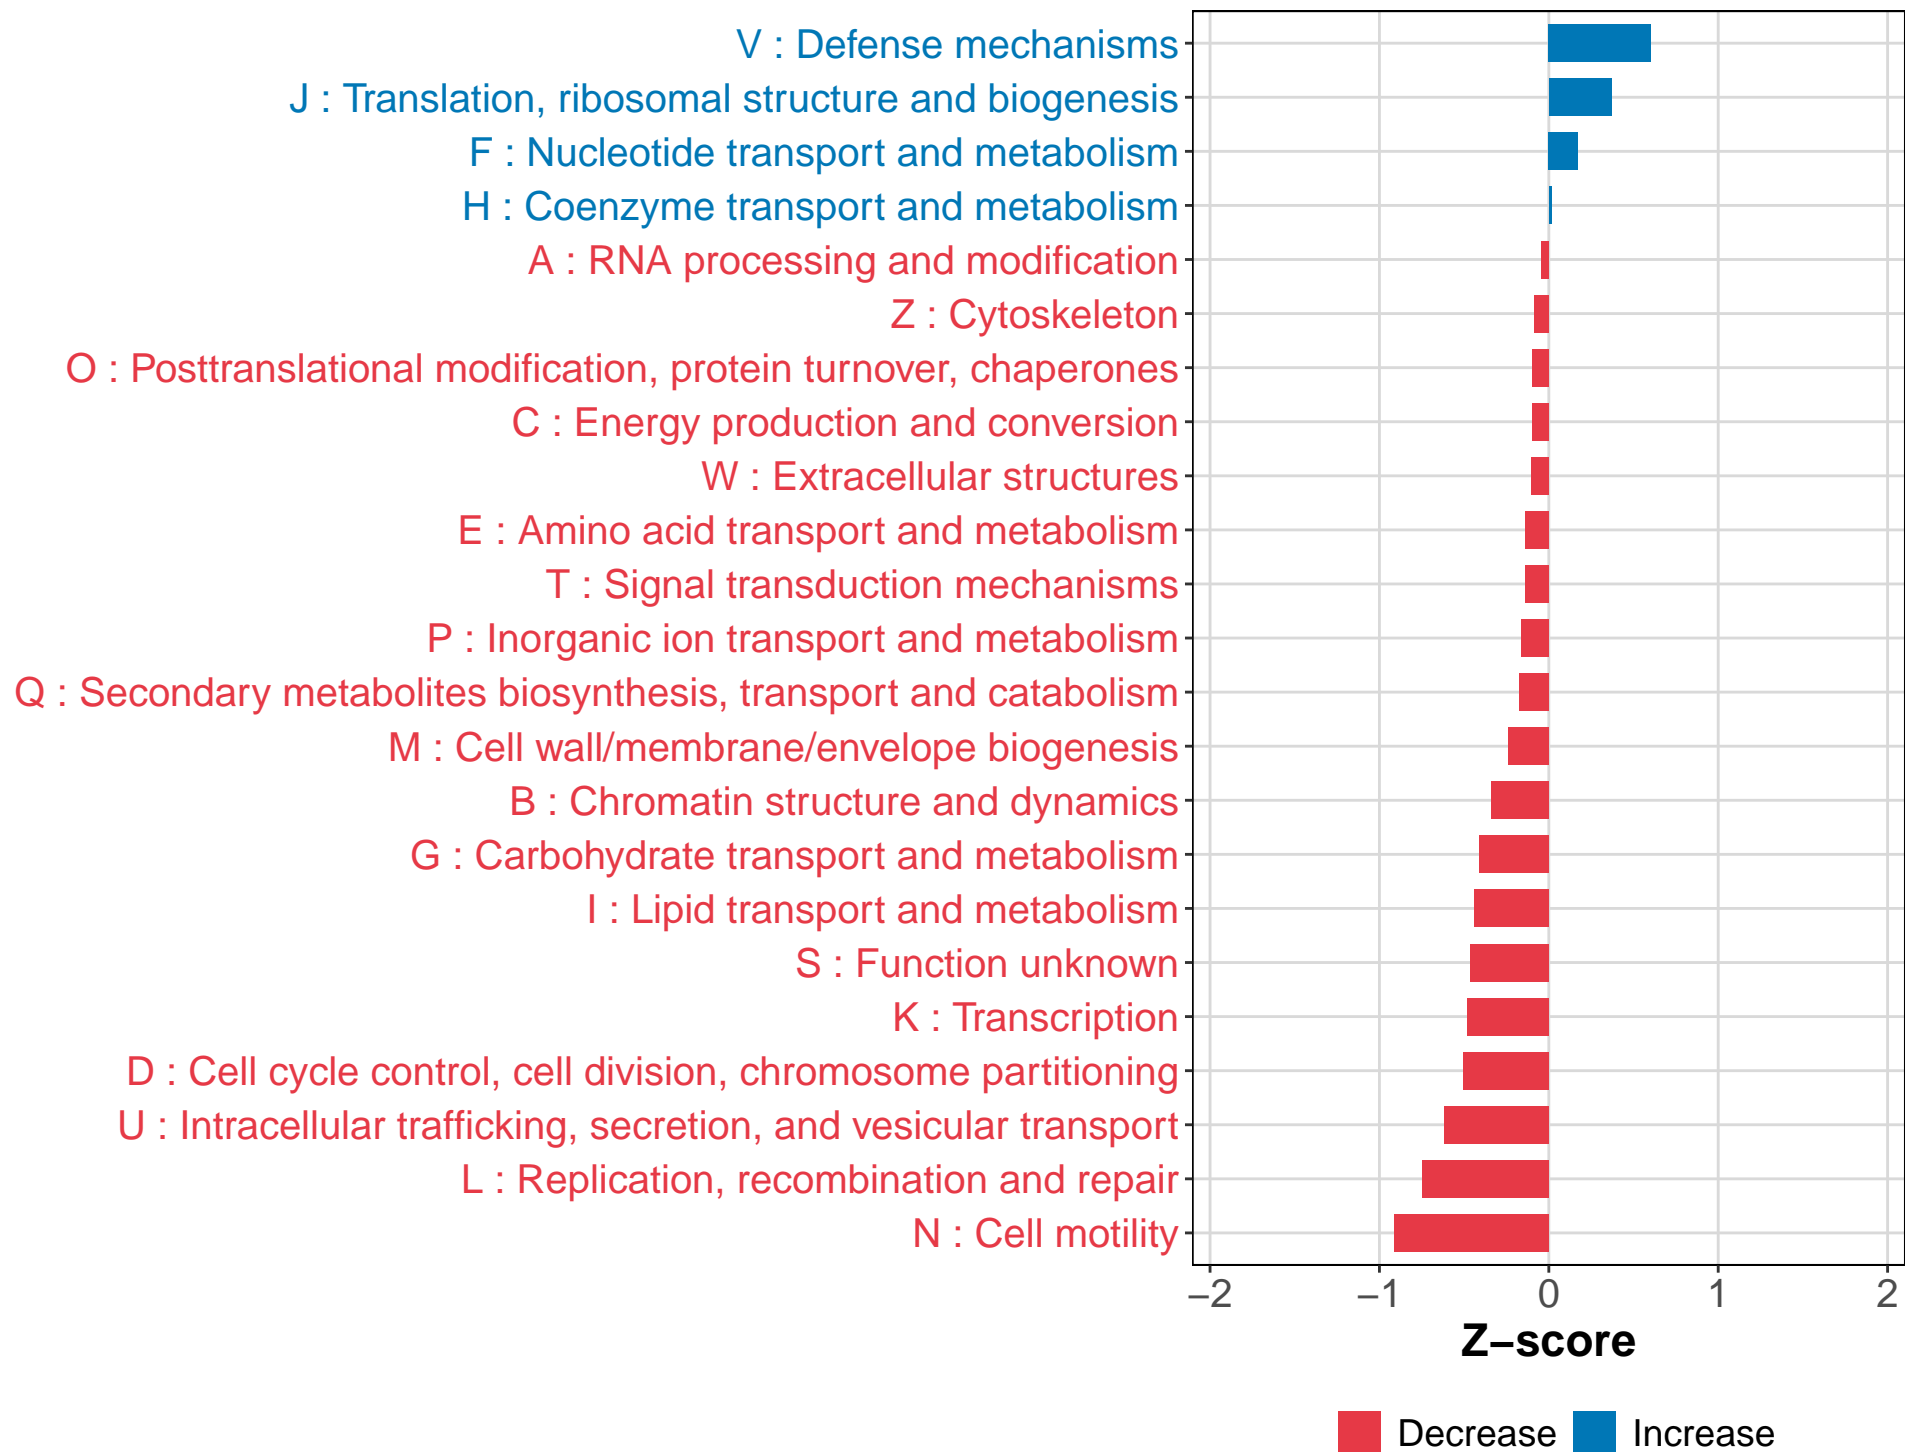 V : Defense mechanisms
J : Translation, ribosomal structure and biogenesis
F : Nucleotide transport and metabolism
H : Coenzyme transport and metabolism
A : RNA processing and modification
Z : Cytoskeleton
O : Posttranslational modification, protein turnover, chaperones
C : Energy production and conversion
W : Extracellular structures
E : Amino acid transport and metabolism
T : Signal transduction mechanisms
P : Inorganic ion transport and metabolism
Q : Secondary metabolites biosynthesis, transport and catabolism
M : Cell wall/membrane/envelope biogenesis
B : Chromatin structure and dynamics
G : Carbohydrate transport and metabolism
I : Lipid transport and metabolism
S : Function unknown
K : Transcription
D : Cell cycle control, cell division, chromosome partitioning
U : Intracellular trafficking, secretion, and vesicular transport
L : Replication, recombination and repair
N : Cell motility
−2 −1 0 1 2
Z−score
Decrease Increase